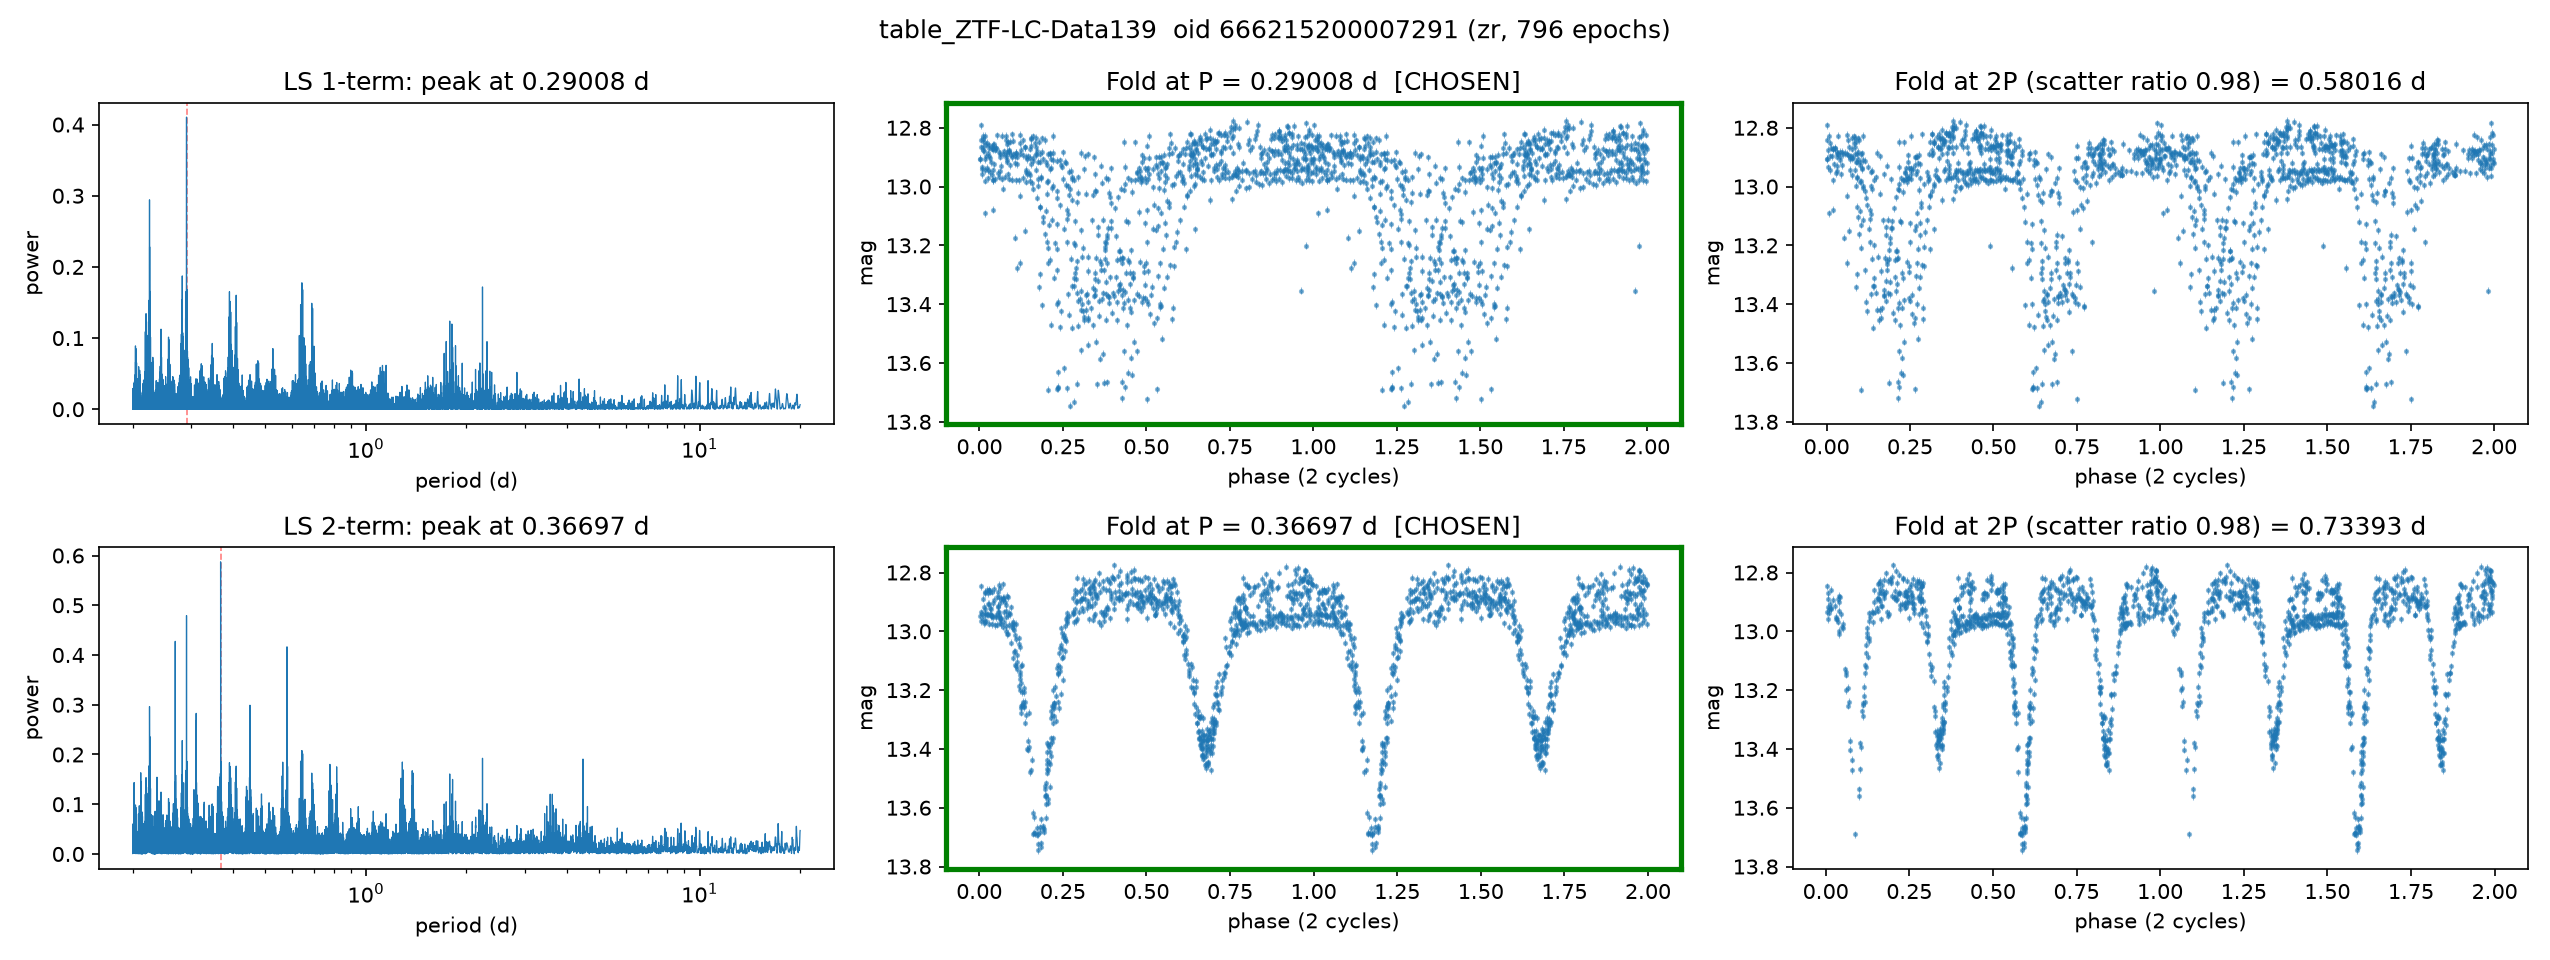 table_ZTF-LC-Data139  oid 666215200007291 (zr, 796 epochs)
LS 1-term: peak at 0.29008 d
power
0.4
0.3
0.2
0.1
0.0
10^0
10^1
period (d)
Fold at P = 0.29008 d  [CHOSEN]
mag
12.8
13.0
13.2
13.4
13.6
13.8
0.00 0.25 0.50 0.75 1.00 1.25 1.50 1.75 2.00
phase (2 cycles)
Fold at 2P (scatter ratio 0.98) = 0.58016 d
mag
12.8
13.0
13.2
13.4
13.6
13.8
0.00 0.25 0.50 0.75 1.00 1.25 1.50 1.75 2.00
phase (2 cycles)
LS 2-term: peak at 0.36697 d
power
0.6
0.5
0.4
0.3
0.2
0.1
0.0
10^0
10^1
period (d)
Fold at P = 0.36697 d  [CHOSEN]
mag
12.8
13.0
13.2
13.4
13.6
13.8
0.00 0.25 0.50 0.75 1.00 1.25 1.50 1.75 2.00
phase (2 cycles)
Fold at 2P (scatter ratio 0.98) = 0.73393 d
mag
12.8
13.0
13.2
13.4
13.6
13.8
0.00 0.25 0.50 0.75 1.00 1.25 1.50 1.75 2.00
phase (2 cycles)